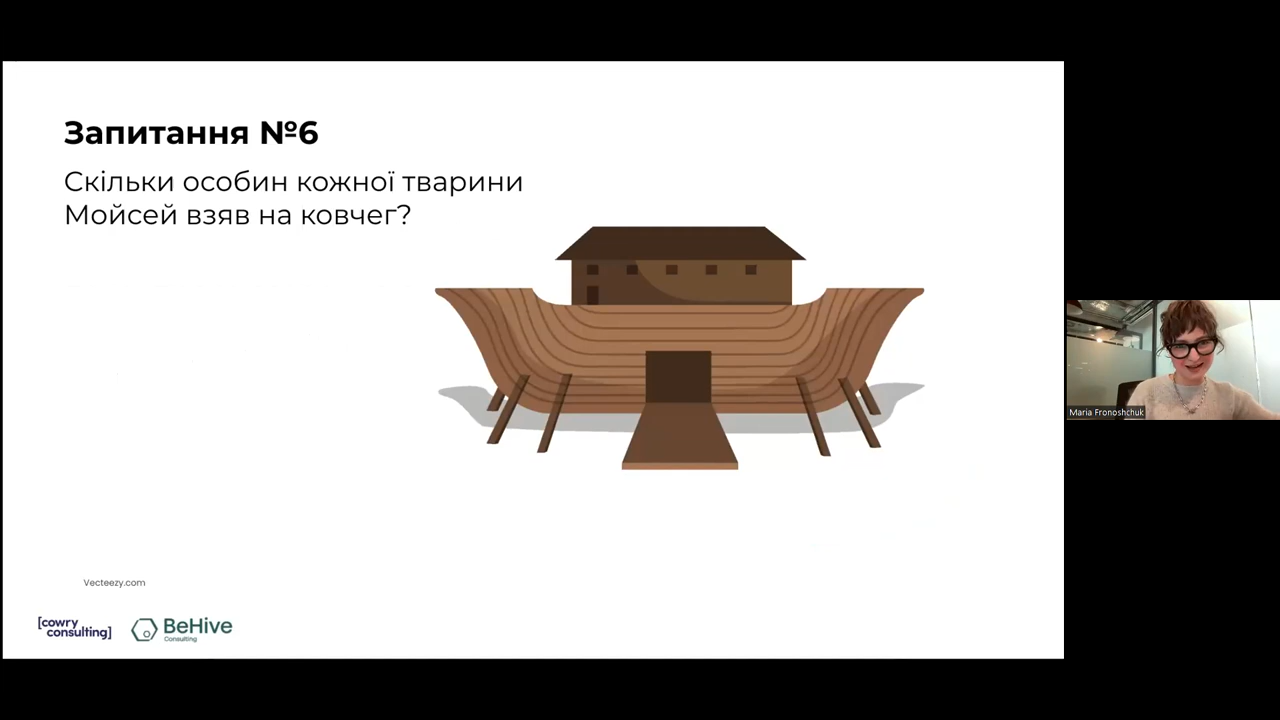 Запитання №6
Скільки особин кожної тварини
Мойсей взяв на ковчег?
Maria Fronoshchuk
Vecteezy.com
[cowry
consulting]
BeHive
Consulting